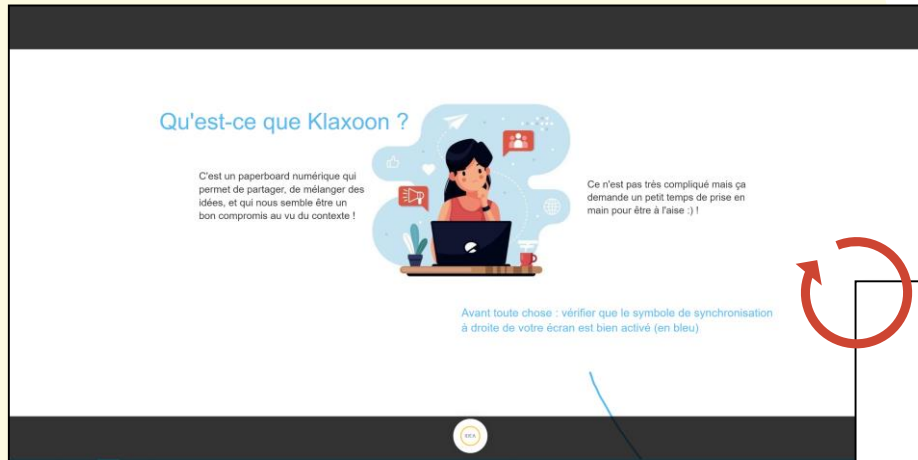 Qu'est-ce que Klaxoon ?
C'est un paperboard numérique qui
permet de partager, de mélanger des
idées, et qui nous semble être un
bon compromis au vu du contexte !
Ce n'est pas très compliqué mais ça
demande un petit temps de prise en
main pour être à l'aise :) !
Avant toute chose : vérifier que le symbole de synchronisation
à droite de votre écran est bien activé (en bleu)